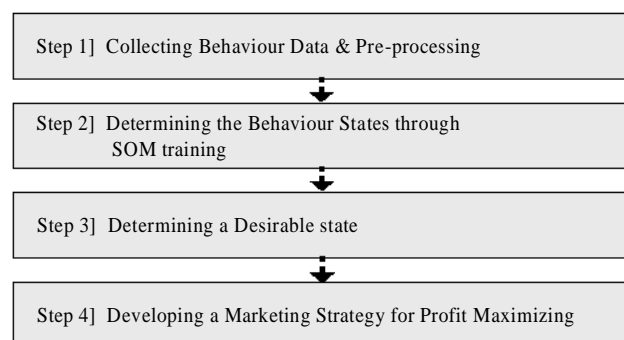 Step 1] Collecting Behaviour Data & Pre-processing
Step 2] Determining the Behaviour States through
SOM training
Step 3] Determining a Desirable state
Step 4] Developing a Marketing Strategy for Profit Maximizing